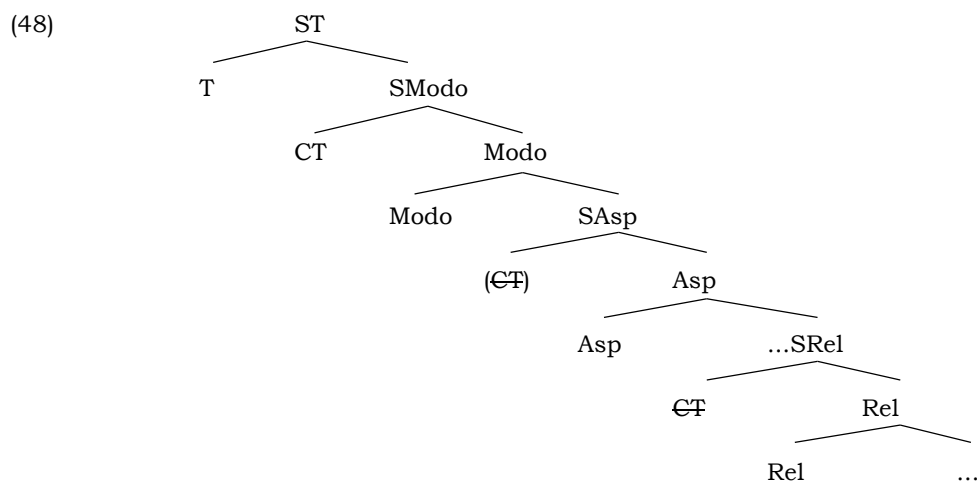 (48) ST
T SModo
CT Modo
Modo SAsp
(CT) Asp
Asp ...SRel
CT Rel
Rel ...